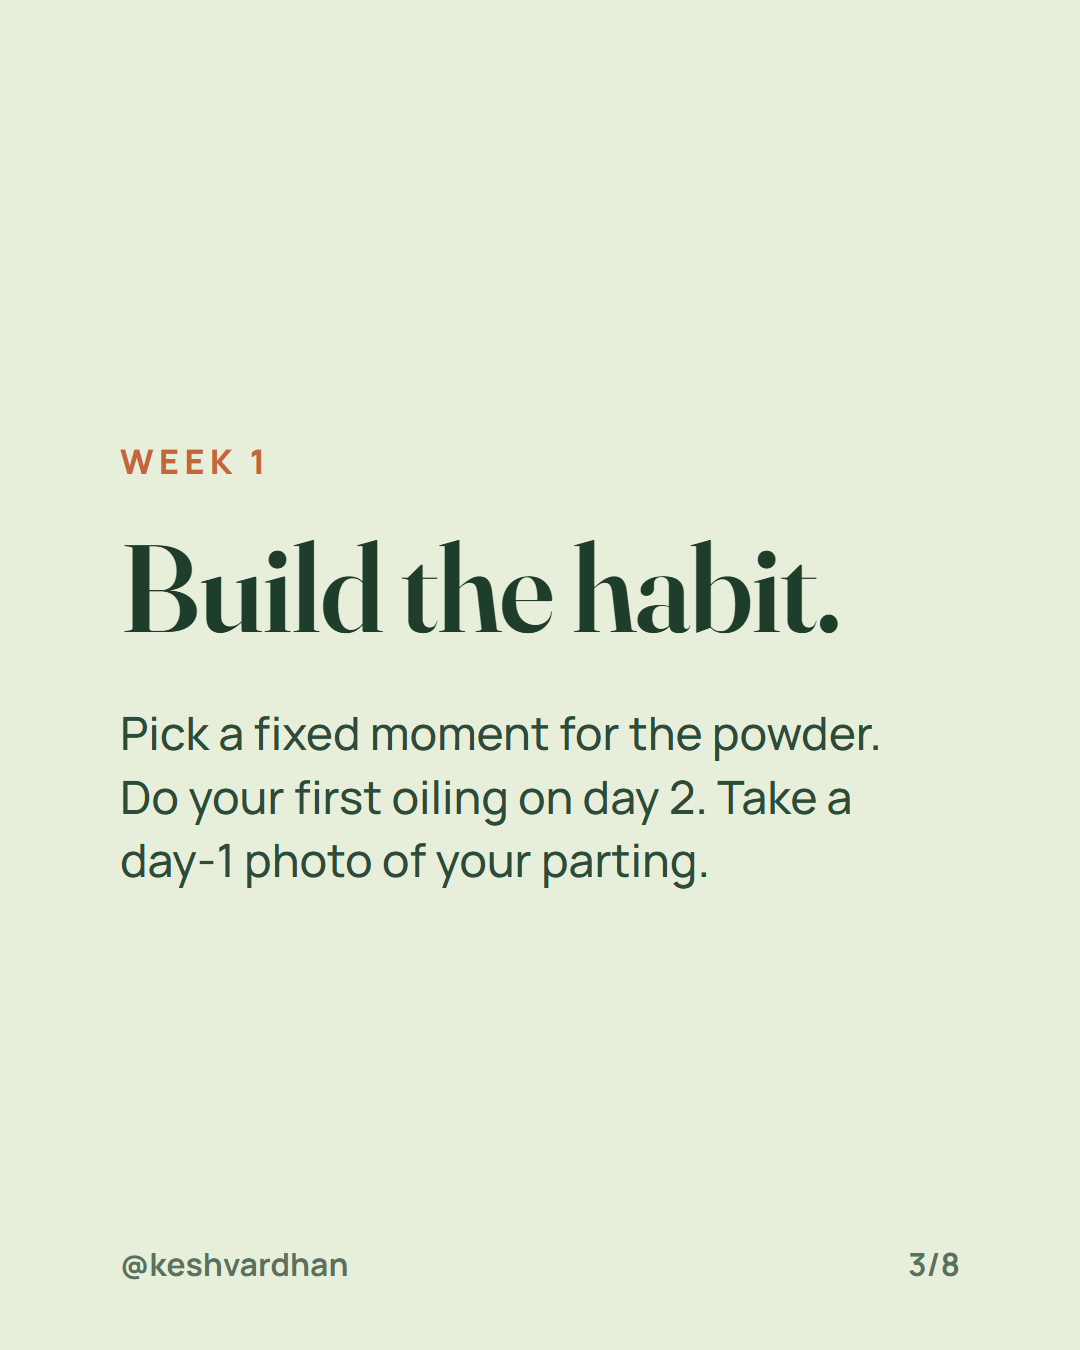 WEEK 1
Build the habit.
Pick a fixed moment for the powder.
Do your first oiling on day 2. Take a
day-1 photo of your parting.
@keshvardhan
3/8